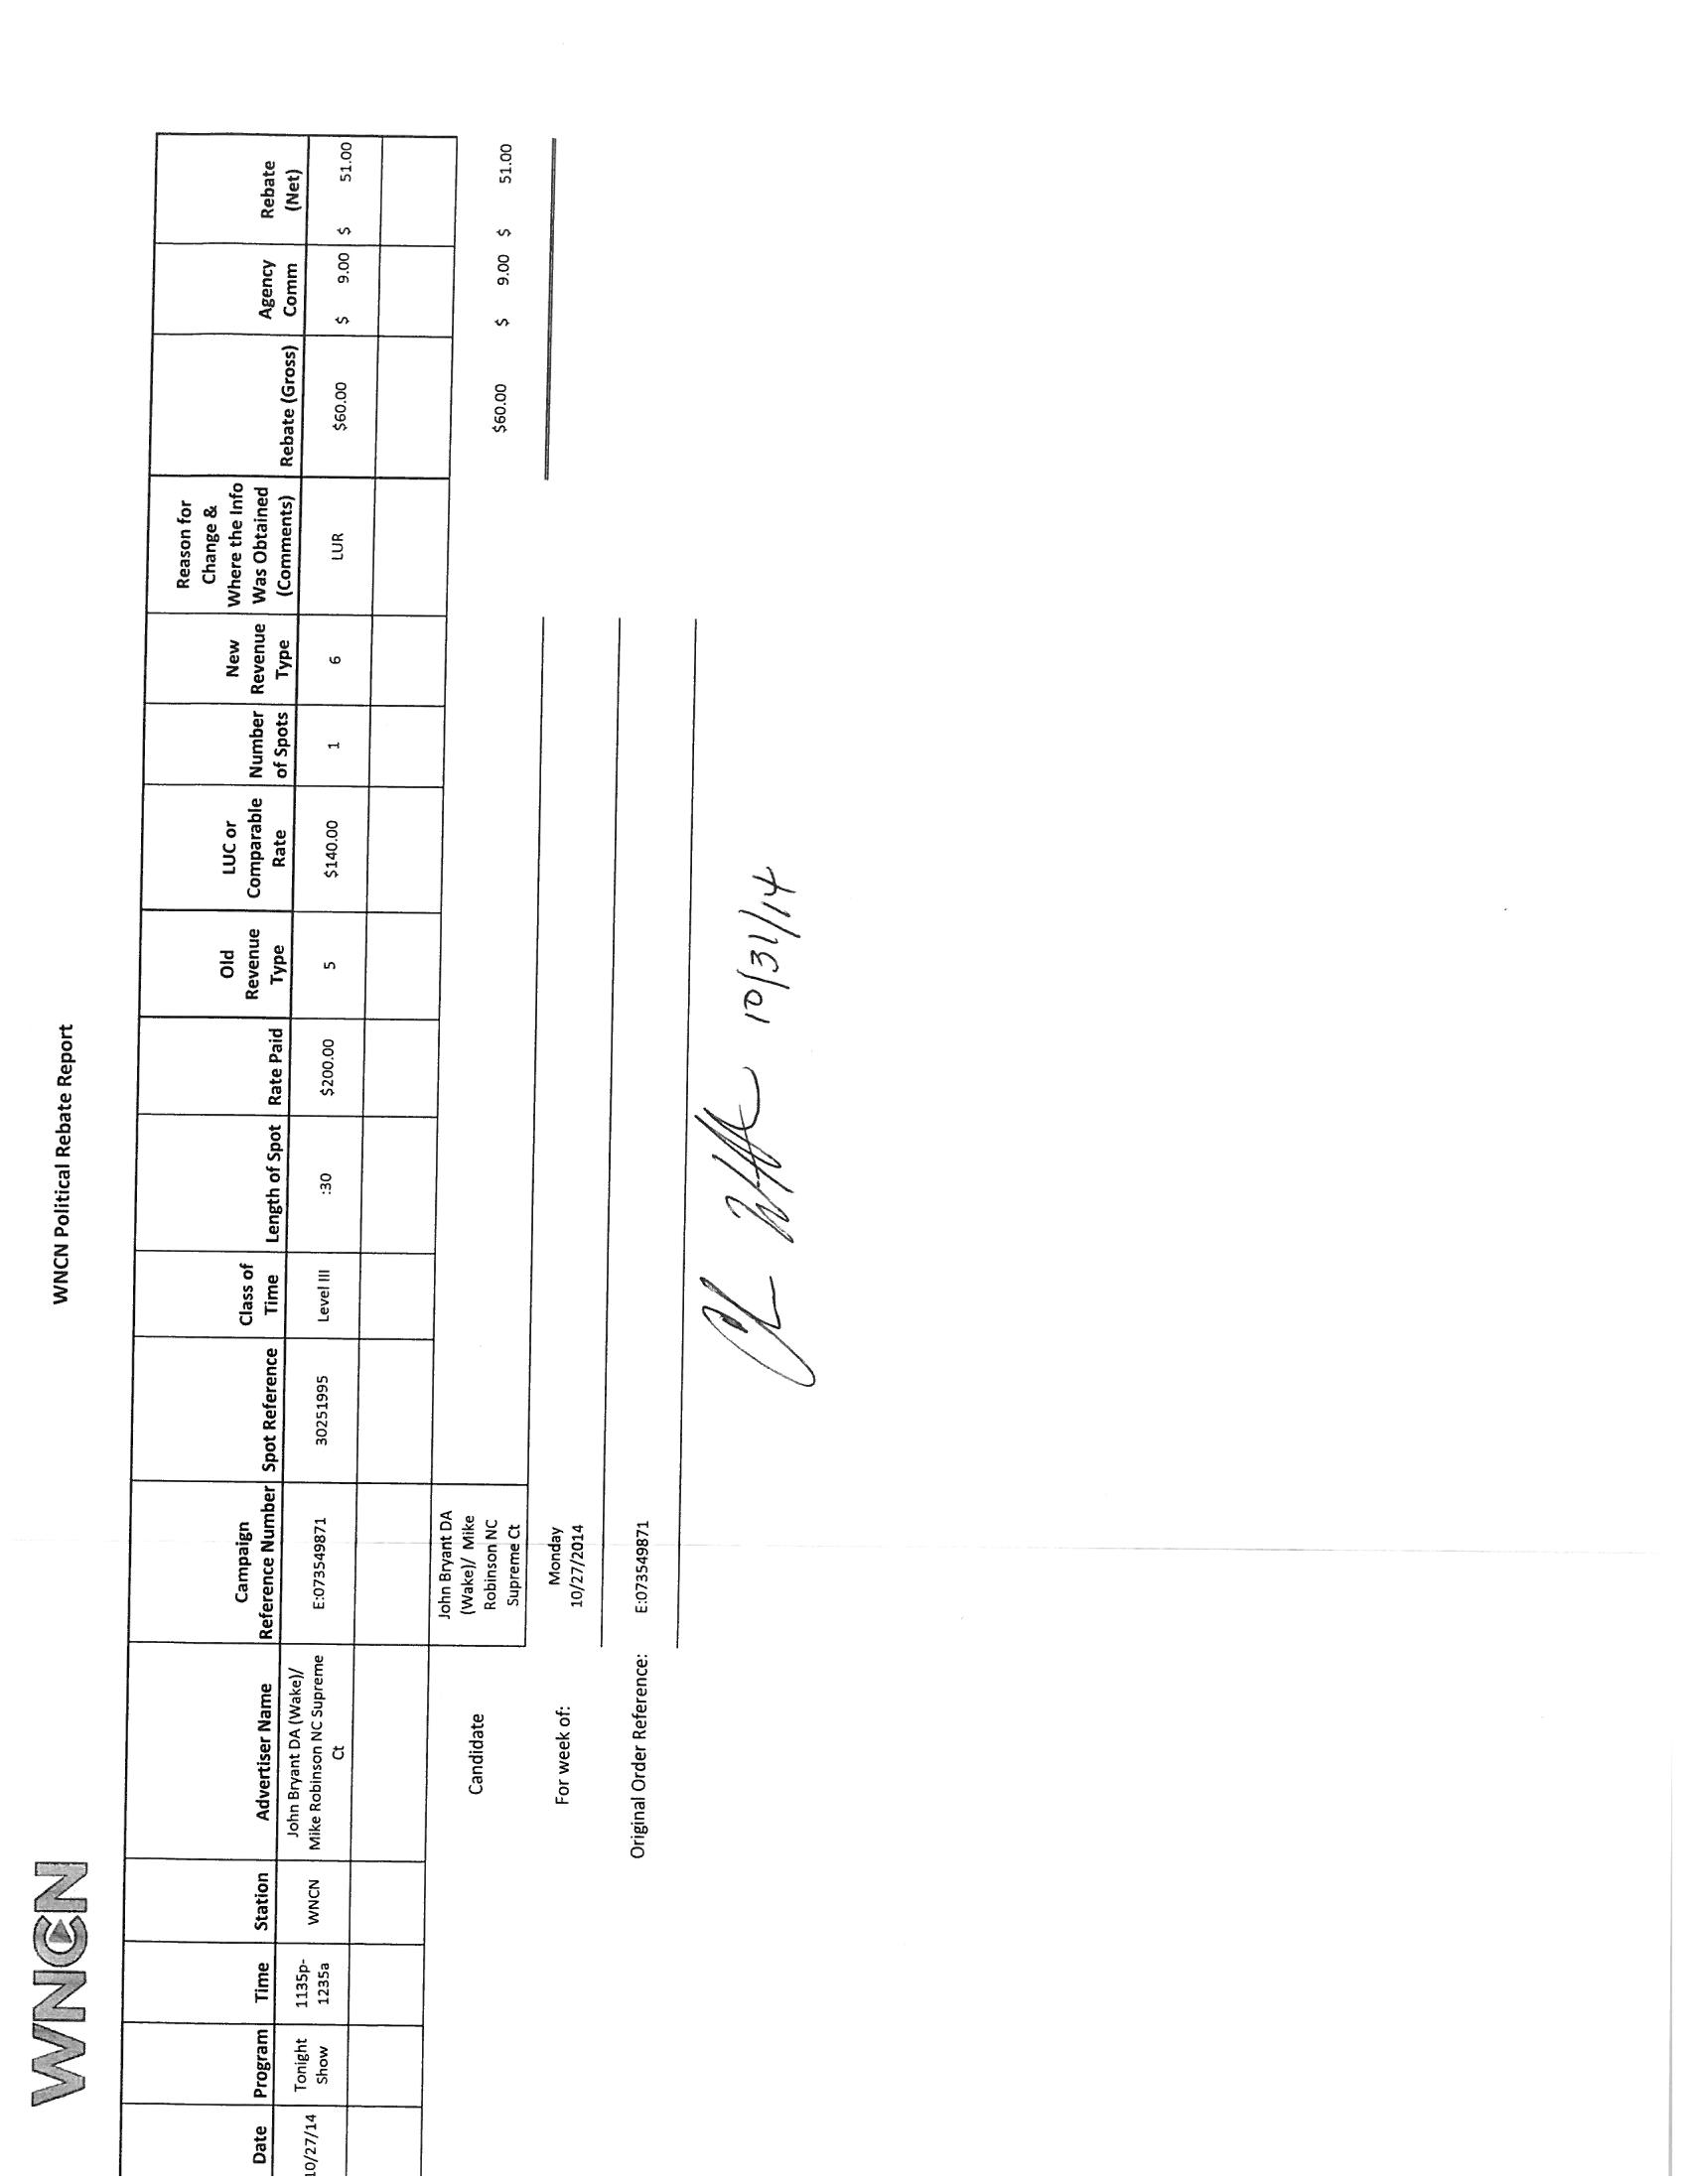 WNCN
WNCN Political Rebate Report
Date Program Time Station Advertiser Name Campaign Reference Number Spot Reference Class of Time Length of Spot Rate Paid Old Revenue Type LUC or Comparable Rate Number of Spots New Revenue Type Reason for Change & Where the Info Was Obtained (Comments) Rebate (Gross) Agency Comm Rebate (Net)
10/27/14 Tonight Show 1135p-1235a WNCN John Bryant DA (Wake)/ Mike Robinson NC Supreme Ct E:073549871 30251995 Level III :30 $200.00 5 $140.00 1 6 LUR $60.00 $ 9.00 $ 51.00
Candidate John Bryant DA (Wake)/ Mike Robinson NC Supreme Ct $60.00 $ 9.00 $ 51.00
For week of: Monday 10/27/2014
Original Order Reference: E:073549871
10/31/14